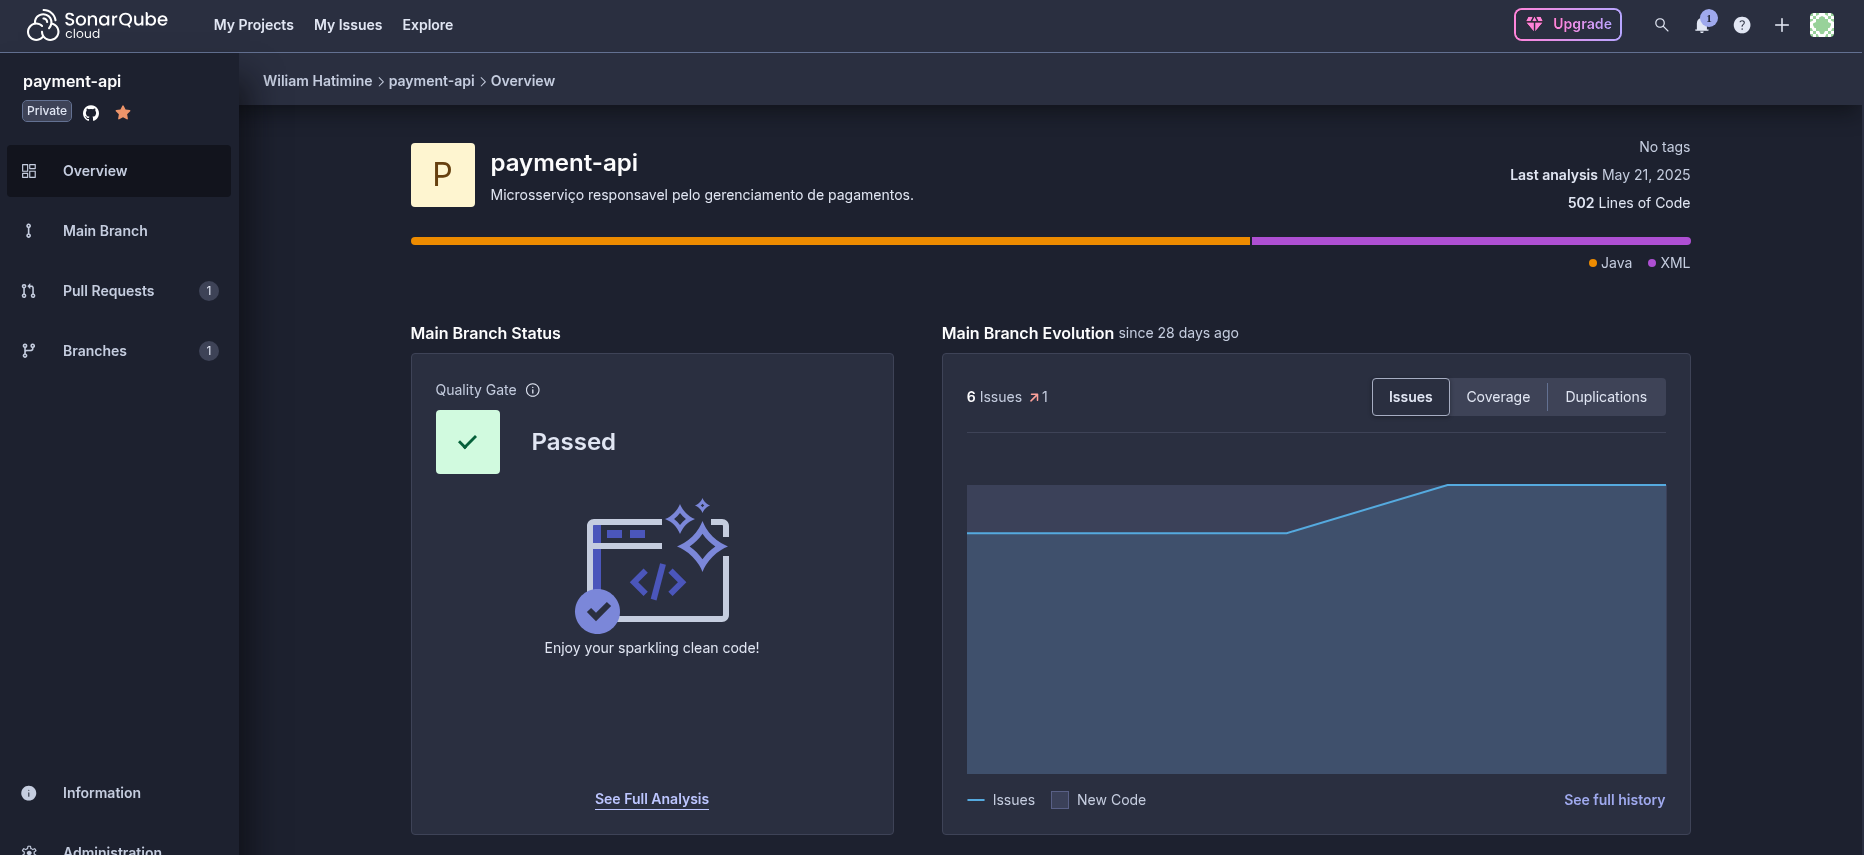 SonarQube cloud
My Projects My Issues Explore
Upgrade
1
payment-api
Private
Overview
Main Branch
Pull Requests 1
Branches 1
Information
Administration
Wiliam Hatimine > payment-api > Overview
P
payment-api
Microsserviço responsavel pelo gerenciamento de pagamentos.
No tags
Last analysis May 21, 2025
502 Lines of Code
Java XML
Main Branch Status
Quality Gate
Passed
</>
Enjoy your sparkling clean code!
See Full Analysis
Main Branch Evolution since 28 days ago
6 Issues 1
Issues Coverage Duplications
Issues New Code
See full history